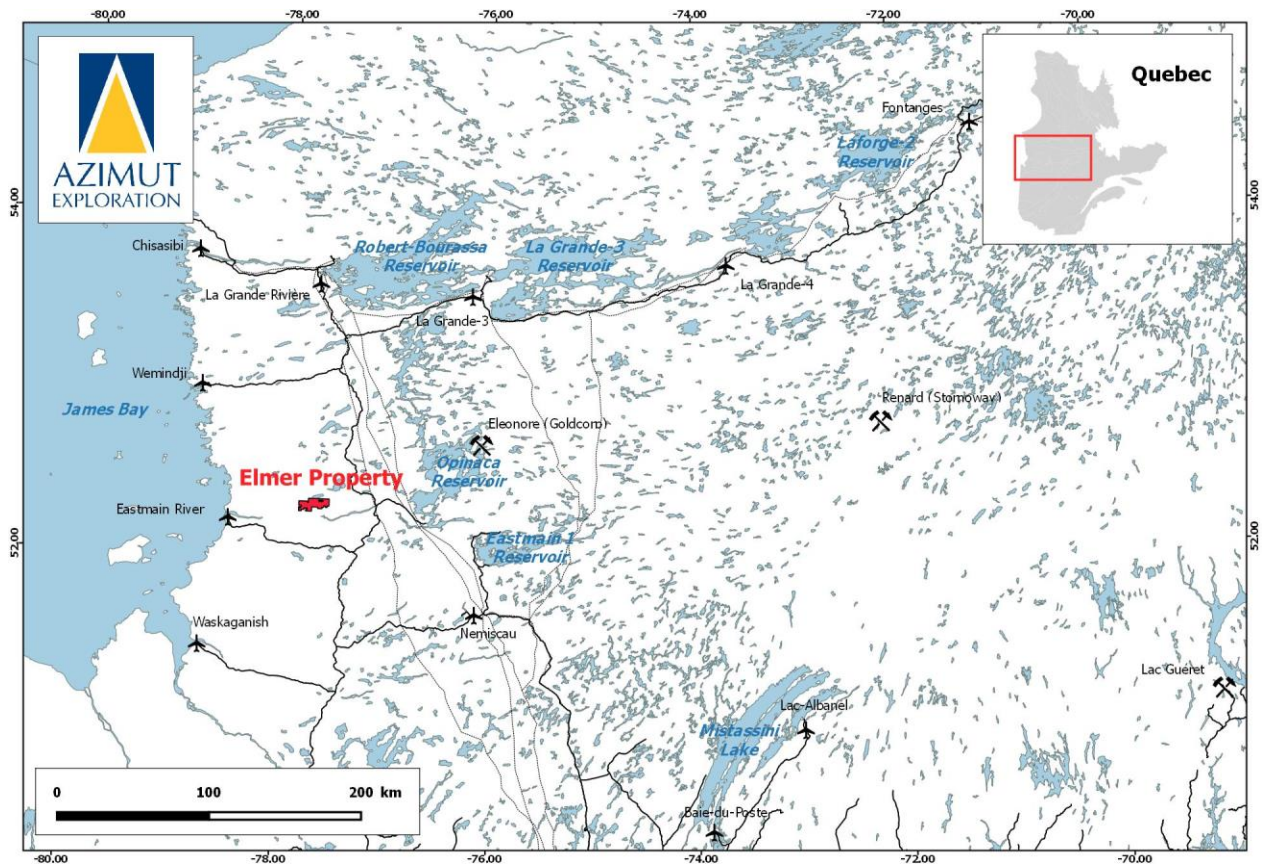 -80.00
-78.00
-76.00
-74.00
-72.00
-70.00
AZIMUT
EXPLORATION
Quebec
Fontanges
Laforge-2
Reservoir
54.00
54.00
Chisasibi
Robert-Bourassa
Reservoir
La Grande-3
Reservoir
La Grande Rivière
La Grande-4
La Grande-3
Wemindji
James Bay
Renard (Stornoway)
Eleonore (Goldcorp)
Opinaca
Reservoir
Elmer Property
Eastmain River
52.00
52.00
Eastmain 1
Reservoir
Waskaganish
Nemiscau
Lac Guéret
Lac-Albanel
Mistassini
Lake
Baie-du-Poste
0
100
200 km
-80.00
-78.00
-76.00
-74.00
-72.00
-70.00